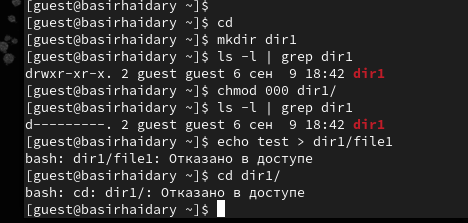 [guest@basirhaidary ~]$
[guest@basirhaidary ~]$ cd
[guest@basirhaidary ~]$ mkdir dir1
[guest@basirhaidary ~]$ ls -l | grep dir1
drwxr-xr-x. 2 guest guest 6 сен  9 18:42 dir1
[guest@basirhaidary ~]$ chmod 000 dir1/
[guest@basirhaidary ~]$ ls -l | grep dir1
d---------. 2 guest guest 6 сен  9 18:42 dir1
[guest@basirhaidary ~]$ echo test > dir1/file1
bash: dir1/file1: Отказано в доступе
[guest@basirhaidary ~]$ cd dir1/
bash: cd: dir1/: Отказано в доступе
[guest@basirhaidary ~]$